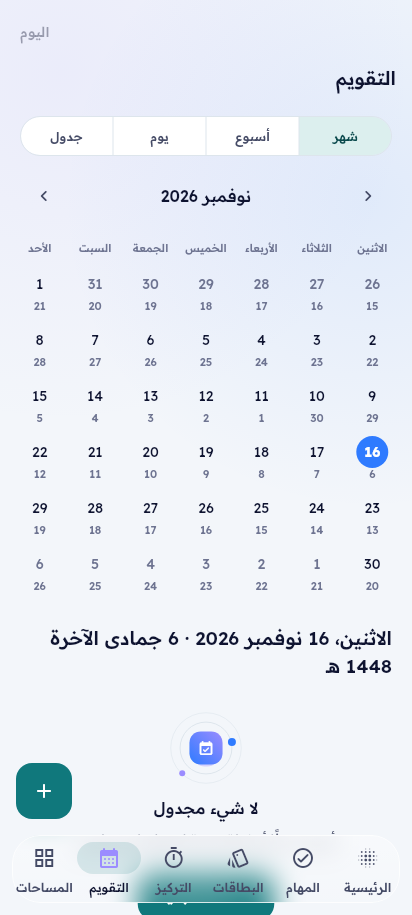 اليوم
التقويم
شهر أسبوع يوم جدول
نوفمبر 2026
الاثنين الثلاثاء الأربعاء الخميس الجمعة السبت الأحد
26 27 28 29 30 31 1
15 16 17 18 19 20 21
2 3 4 5 6 7 8
22 23 24 25 26 27 28
9 10 11 12 13 14 15
29 30 1 2 3 4 5
16 17 18 19 20 21 22
6 7 8 9 10 11 12
23 24 25 26 27 28 29
13 14 15 16 17 18 19
30 1 2 3 4 5 6
20 21 22 23 24 25 26
الاثنين، 16 نوفمبر 2026 · 6 جمادى الآخرة
1448 هـ
لا شيء مجدول
الرئيسية المهام البطاقات التركيز التقويم المساحات